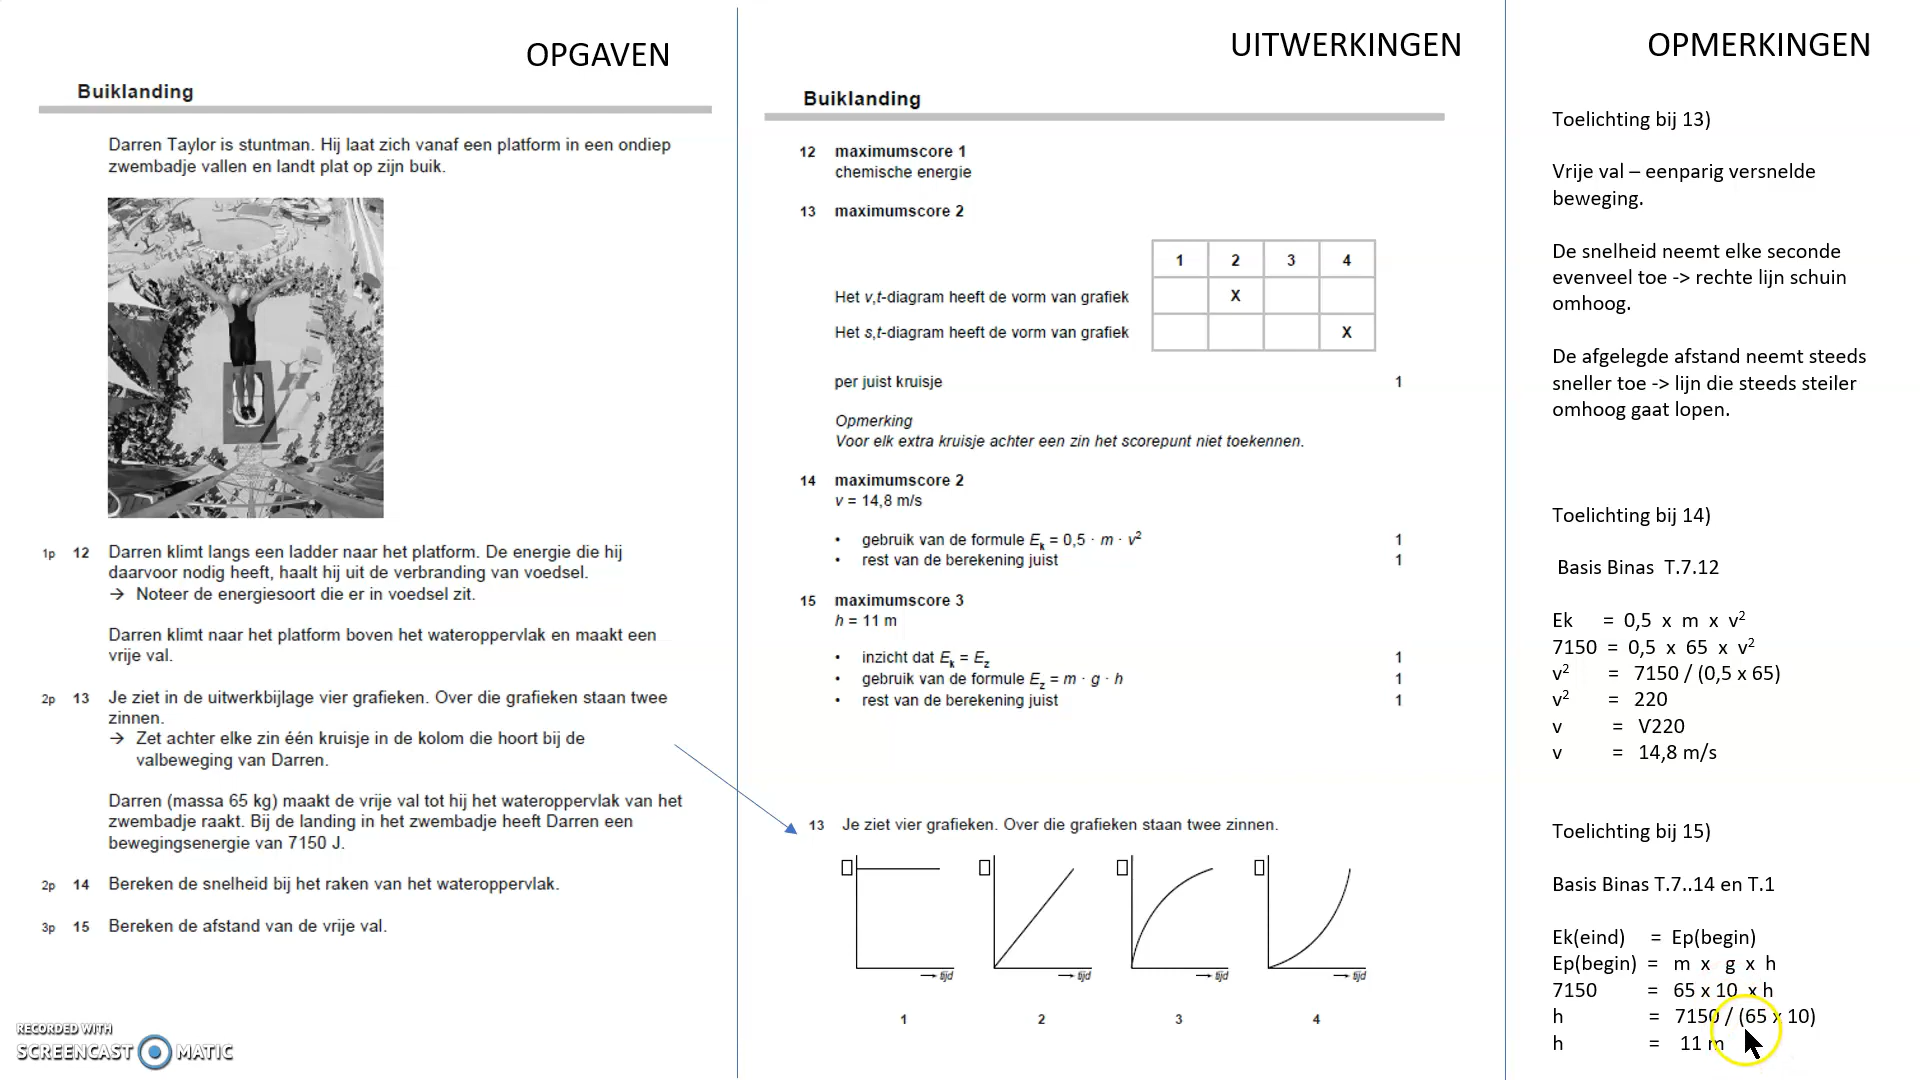 OPGAVEN
Buiklanding
Darren Taylor is stuntman. Hij laat zich vanaf een platform in een ondiep
zwembadje vallen en landt plat op zijn buik.
1p 12 Darren klimt langs een ladder naar het platform. De energie die hij
daarvoor nodig heeft, haalt hij uit de verbranding van voedsel.
→ Noteer de energiesoort die er in voedsel zit.
Darren klimt naar het platform boven het wateroppervlak en maakt een
vrije val.
2p 13 Je ziet in de uitwerkbijlage vier grafieken. Over die grafieken staan twee
zinnen.
→ Zet achter elke zin één kruisje in de kolom die hoort bij de
valbeweging van Darren.
Darren (massa 65 kg) maakt de vrije val tot hij het wateroppervlak van het
zwembadje raakt. Bij de landing in het zwembadje heeft Darren een
bewegingsenergie van 7150 J.
2p 14 Bereken de snelheid bij het raken van het wateroppervlak.
3p 15 Bereken de afstand van de vrije val.
RECORDED WITH
SCREENCAST MATIC
UITWERKINGEN
Buiklanding
12 maximumscore 1
chemische energie
13 maximumscore 2
1 2 3 4
Het v,t-diagram heeft de vorm van grafiek X
Het s,t-diagram heeft de vorm van grafiek X
per juist kruisje 1
Opmerking
Voor elk extra kruisje achter een zin het scorepunt niet toekennen.
14 maximumscore 2
v = 14,8 m/s
• gebruik van de formule Ek = 0,5 · m · v² 1
• rest van de berekening juist 1
15 maximumscore 3
h = 11 m
• inzicht dat Ek = Ez 1
• gebruik van de formule Ez = m · g · h 1
• rest van de berekening juist 1
13 Je ziet vier grafieken. Over die grafieken staan twee zinnen.
→ tijd → tijd → tijd → tijd
1 2 3 4
OPMERKINGEN
Toelichting bij 13)
Vrije val – eenparig versnelde
beweging.
De snelheid neemt elke seconde
evenveel toe -> rechte lijn schuin
omhoog.
De afgelegde afstand neemt steeds
sneller toe -> lijn die steeds steiler
omhoog gaat lopen.
Toelichting bij 14)
Basis Binas T.7.12
Ek = 0,5 x m x v²
7150 = 0,5 x 65 x v²
v² = 7150 / (0,5 x 65)
v² = 220
v = V220
v = 14,8 m/s
Toelichting bij 15)
Basis Binas T.7..14 en T.1
Ek(eind) = Ep(begin)
Ep(begin) = m x g x h
7150 = 65 x 10 x h
h = 7150 / (65 x 10)
h = 11 m